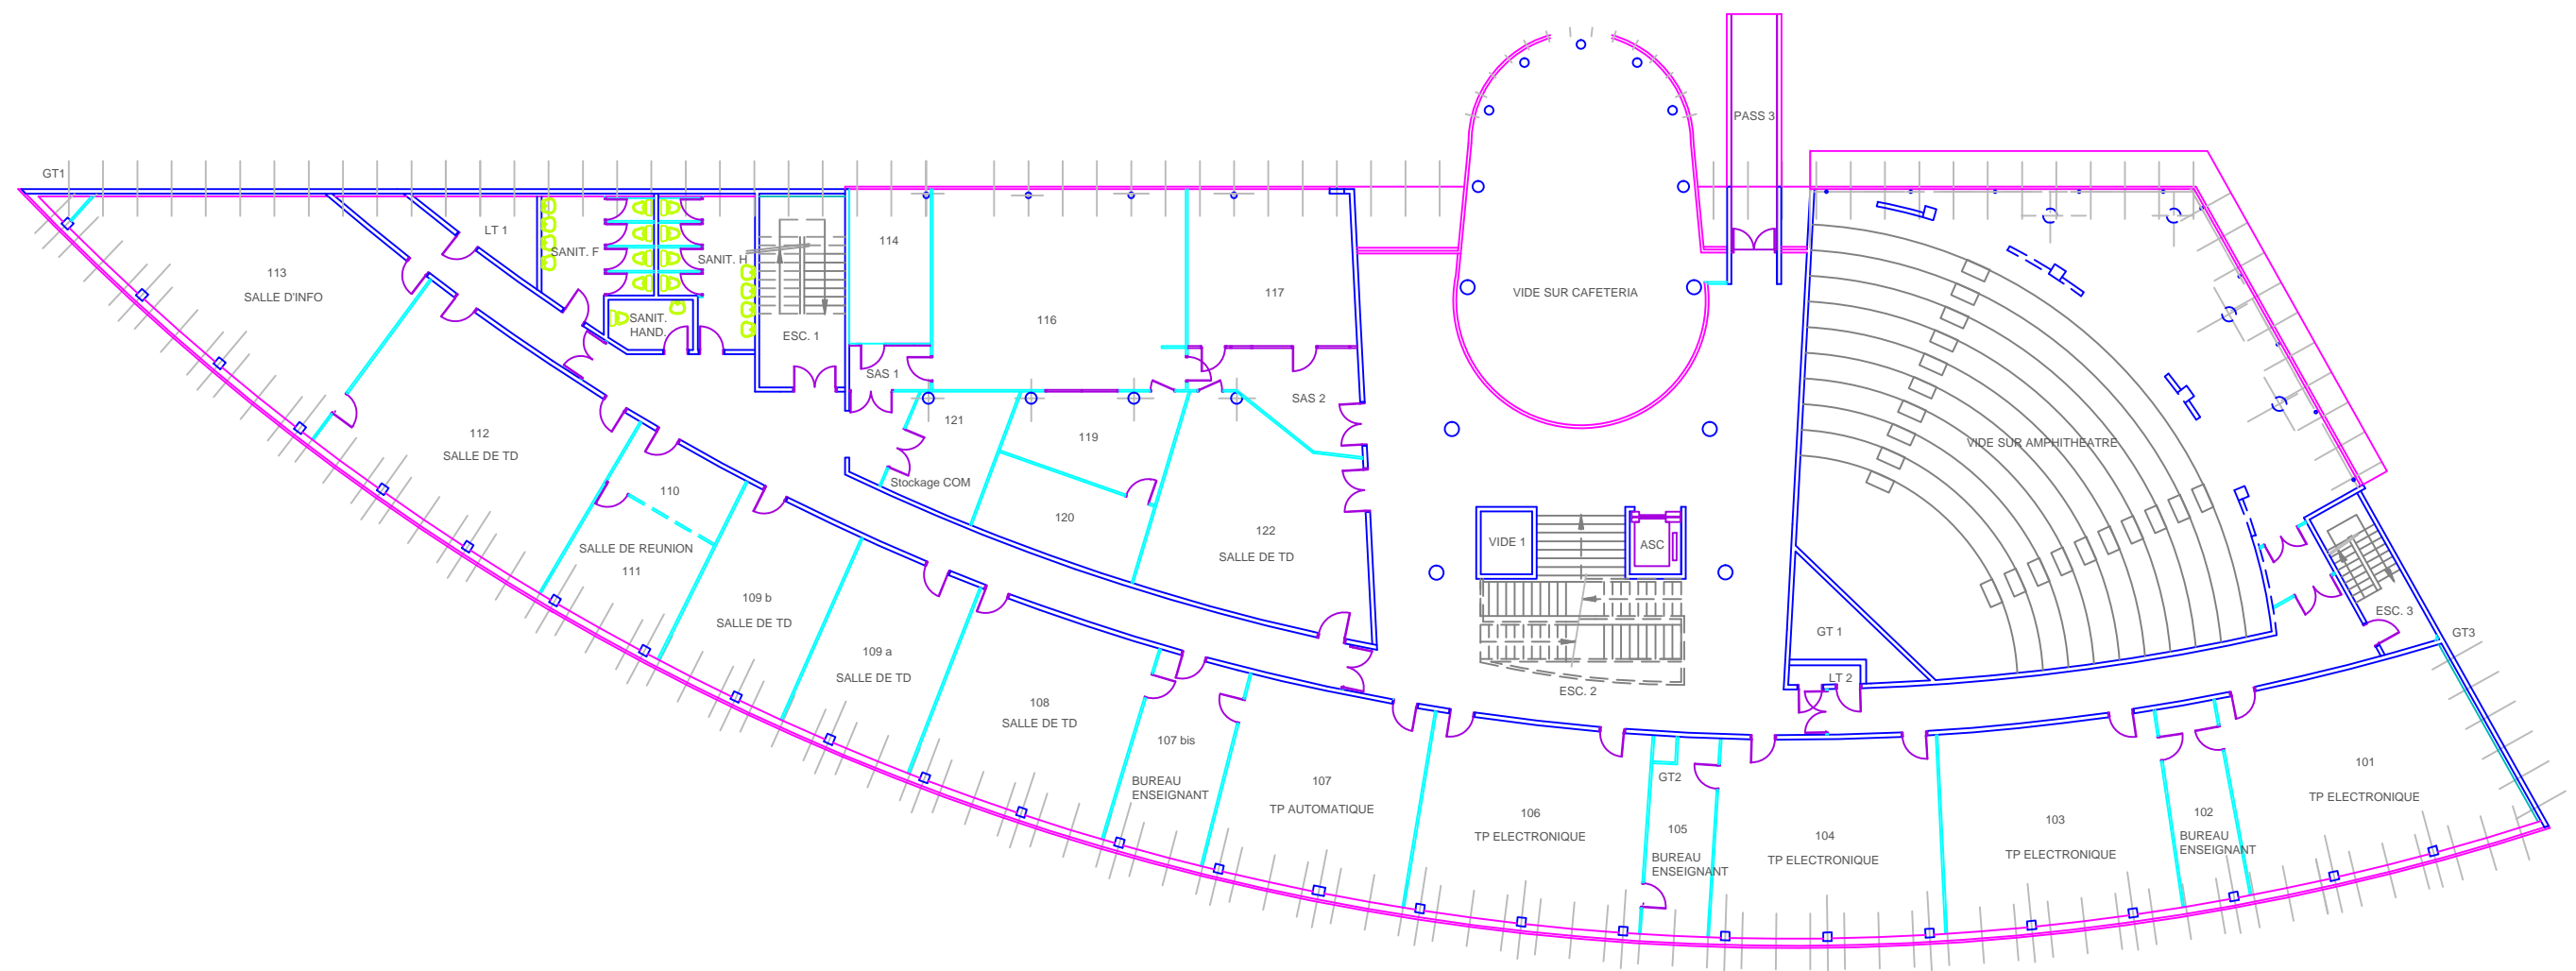 PASS 3
GT1
LT 1
SANIT. F
SANIT. H
113
SALLE D'INFO
114
117
VIDE SUR CAFETERIA
SANIT.
HAND.
116
ESC. 1
SAS 1
SAS 2
121
119
112
SALLE DE TD
VIDE SUR AMPHITHEATRE
Stockage COM
110
120
122
SALLE DE TD
VIDE 1
ASC
SALLE DE REUNION
111
109 b
SALLE DE TD
109 a
SALLE DE TD
ESC. 3
GT 1
GT3
LT 2
ESC. 2
108
SALLE DE TD
107 bis
BUREAU
ENSEIGNANT
107
TP AUTOMATIQUE
106
TP ELECTRONIQUE
GT2
105
BUREAU
ENSEIGNANT
104
TP ELECTRONIQUE
103
TP ELECTRONIQUE
102
BUREAU
ENSEIGNANT
101
TP ELECTRONIQUE